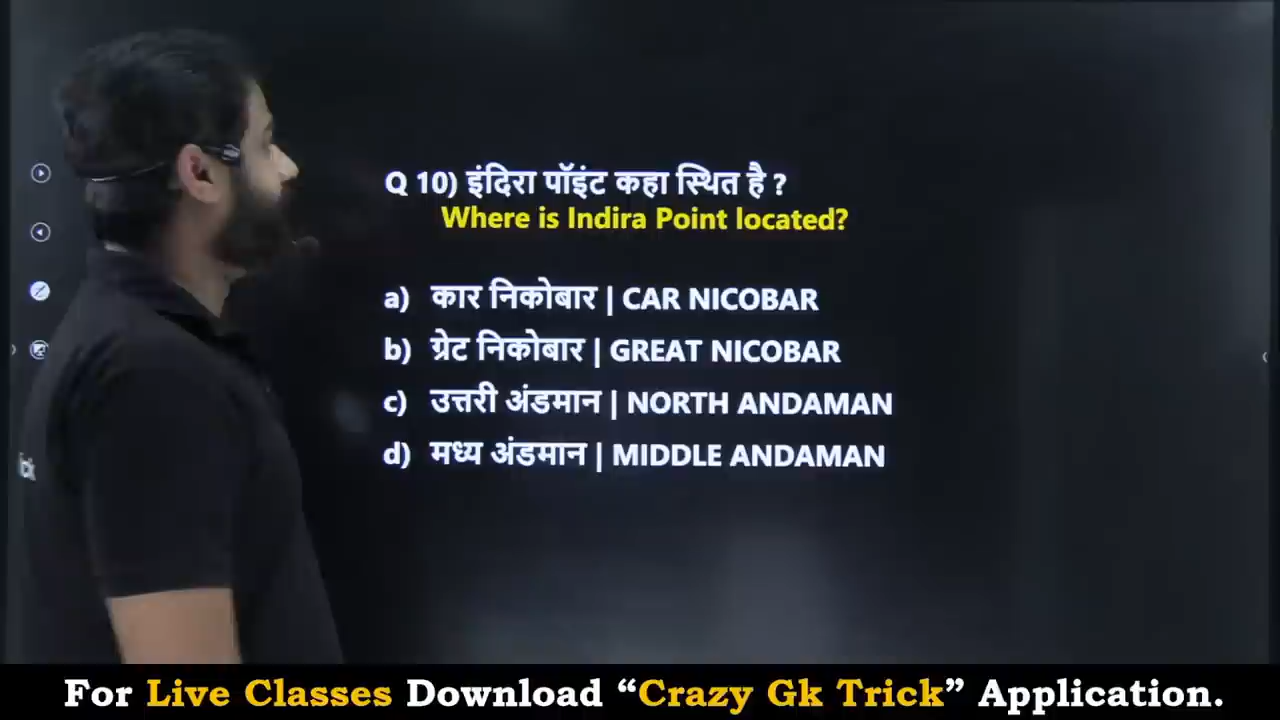 Q 10) इंदिरा पॉइंट कहा स्थित है ?
Where is Indira Point located?
a) कार निकोबार | CAR NICOBAR
b) ग्रेट निकोबार | GREAT NICOBAR
c) उत्तरी अंडमान | NORTH ANDAMAN
d) मध्य अंडमान | MIDDLE ANDAMAN
For Live Classes Download “Crazy Gk Trick” Application.